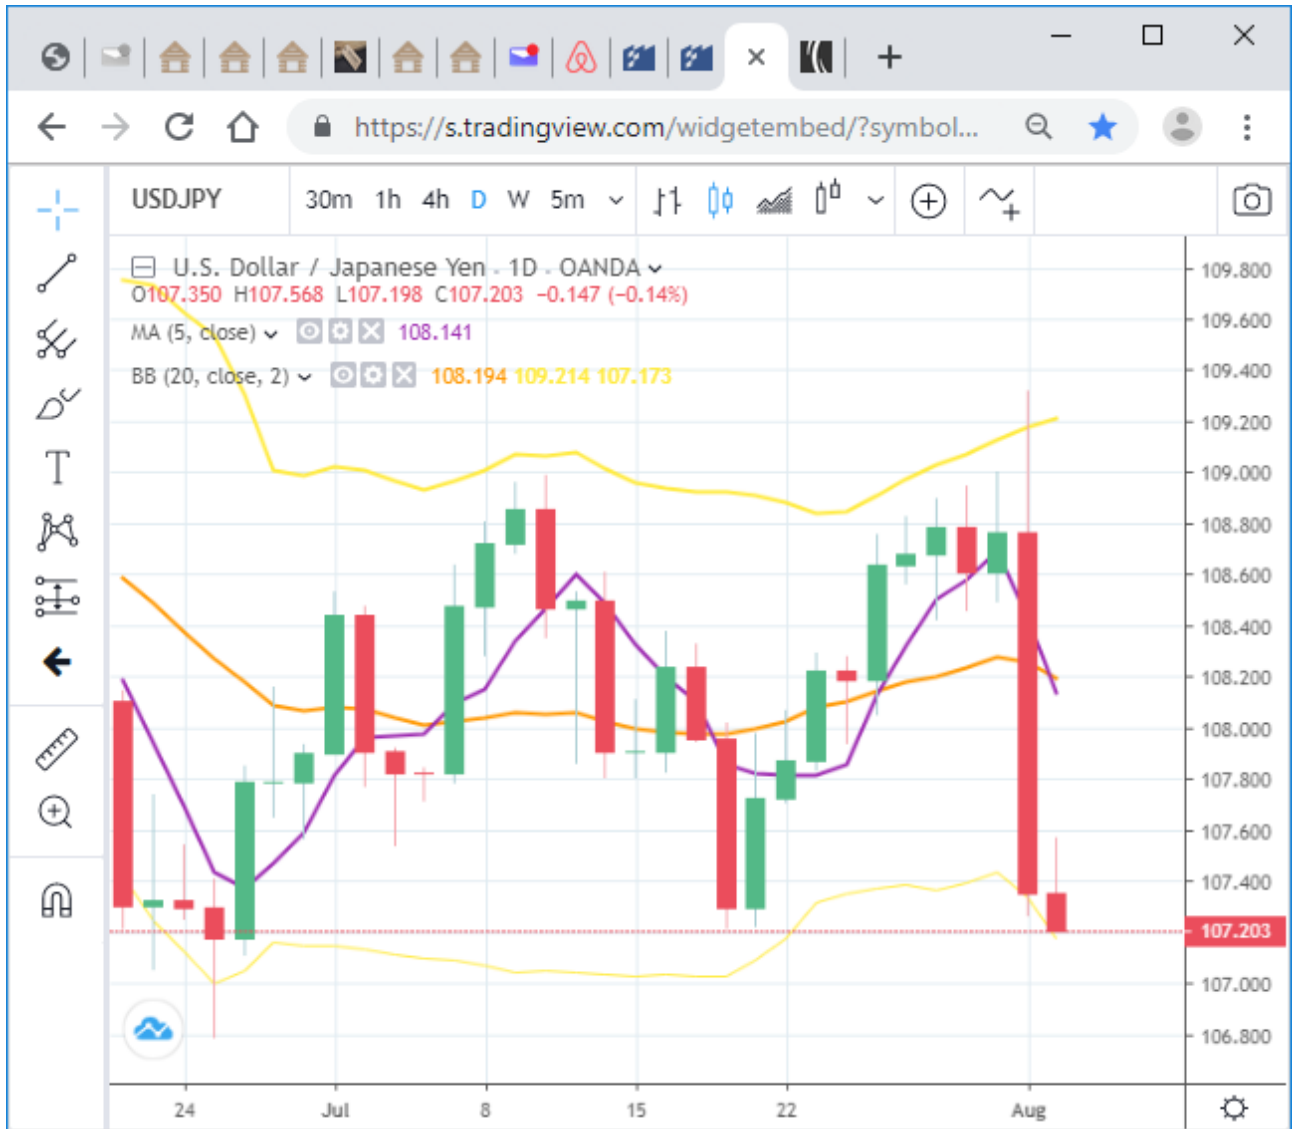 https://s.tradingview.com/widgetembed/?symbol...
USDJPY 30m 1h 4h D W 5m
U.S. Dollar / Japanese Yen · 1D · OANDA
O107.350 H107.568 L107.198 C107.203 −0.147 (−0.14%)
MA (5, close) 108.141
BB (20, close, 2) 108.194 109.214 107.173
109.800
109.600
109.400
109.200
109.000
108.800
108.600
108.400
108.200
108.000
107.800
107.600
107.400
107.203
107.000
106.800
24 Jul 8 15 22 Aug